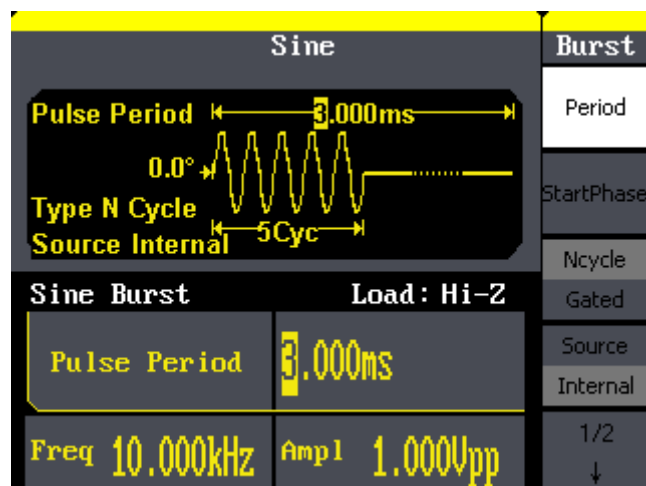 Sine
Burst
Pulse Period 3.000ms
0.0°
Type N Cycle
5Cyc
Source Internal
Sine Burst Load: Hi-Z
Pulse Period 3.000ms
Freq 10.000kHz Ampl 1.000Vpp
Period
StartPhase
Ncycle
Gated
Source
Internal
1/2
↓